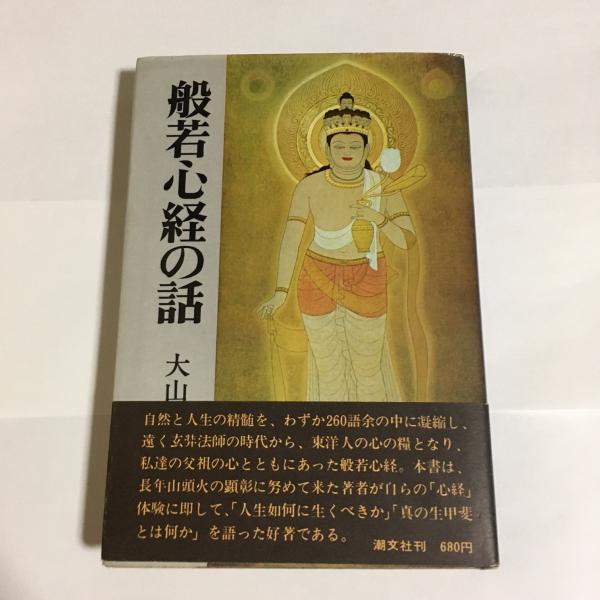 般若心経の話
大山
自然と人生の精髄を、わずか260語余の中に凝縮し、
遠く玄弉法師の時代から、東洋人の心の糧となり、
私達の父祖の心とともにあった般若心経。本書は、
長年山頭火の顕彰に努めて来た著者が自らの「心経」
体験に即して、「人生如何に生くべきか」「真の生甲斐
とは何か」を語った好著である。
潮文社刊 680円